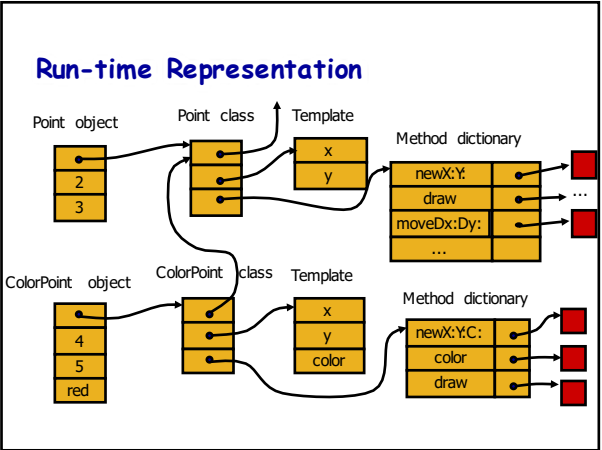 Run-time Representation
Point object
Point class
Template
Method dictionary
2
3
x
y
newX:Y:
draw
...
moveDx:Dy:
...
ColorPoint object
ColorPoint class
Template
Method dictionary
4
5
red
x
y
color
newX:Y:C:
color
draw